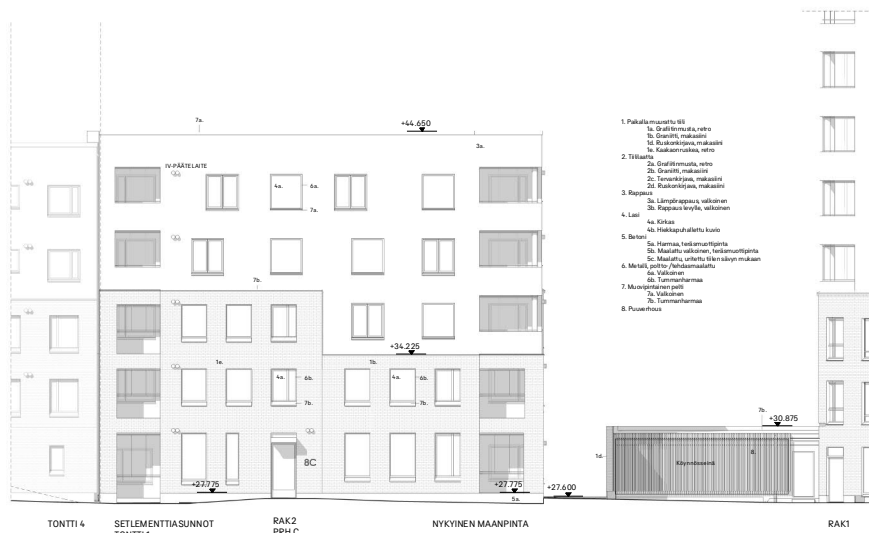 7a.
+44.650
3a.
IV-PÄÄTELAITE
4a.
6a.
7a.
7b.
+34.225
1e.
1b.
4a.
6b.
7b.
4a.
6b.
7b.
8C
+27.775
+27.775
5a.
+27.600
1. Paikalla muurattu tiili
1a. Grafiitinmusta, retro
1b. Graniitti, makasiini
1d. Ruskonkirjava, makasiini
1e. Kaakaonruskea, retro
2. Tiililaatta
2a. Grafiitinmusta, retro
2b. Graniitti, makasiini
2c. Tervankirjava, makasiini
2d. Ruskonkirjava, makasiini
3. Rappaus
3a. Lämpörappaus, valkoinen
3b. Rappaus levylle, valkoinen
4. Lasi
4a. Kirkas
4b. Hiekkapuhallettu kuvio
5. Betoni
5a. Harmaa, teräsmuottipinta
5b. Maalattu valkoinen, teräsmuottipinta
5c. Maalattu, uritettu tiilen sävyn mukaan
6. Metalli, poltto-/tehdasmaalattu
6a. Valkoinen
6b. Tummanharmaa
7. Muovipintainen pelti
7a. Valkoinen
7b. Tummanharmaa
8. Puuverhous
7b.
+30.875
1d.
8.
Köynnösseinä
TONTTI 4
SETLEMENTTIASUNNOT
TONTTI 1
RAK2
PRH C
NYKYINEN MAANPINTA
RAK1